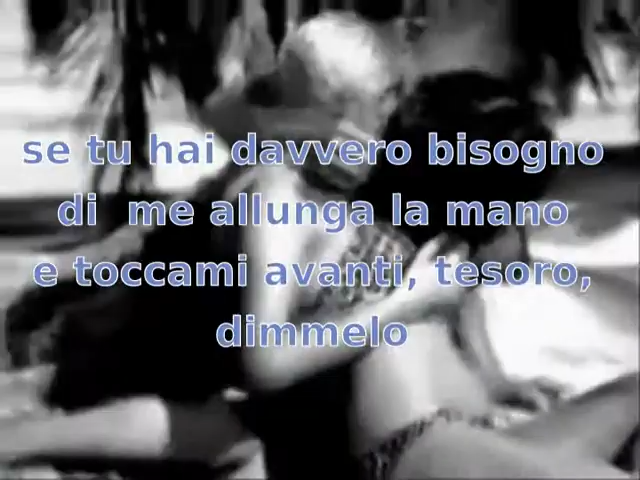 se tu hai davvero bisogno
di me allunga la mano
e toccami avanti, tesoro,
dimmelo